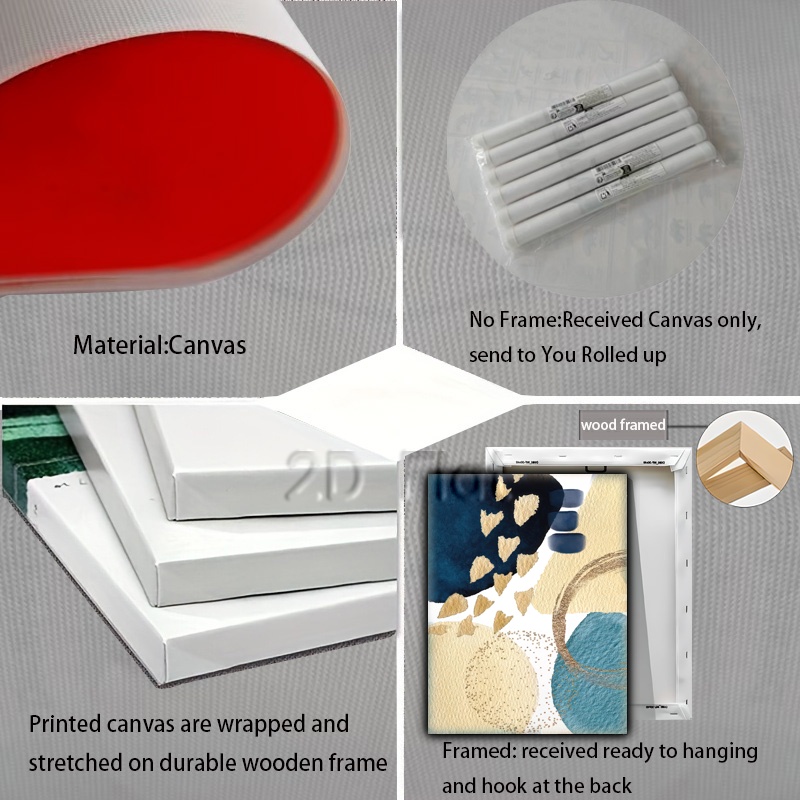 Material:Canvas
No Frame:Received Canvas only,
send to You Rolled up
wood framed
2D
Printed canvas are wrapped and
stretched on durable wooden frame
Framed: received ready to hanging
and hook at the back